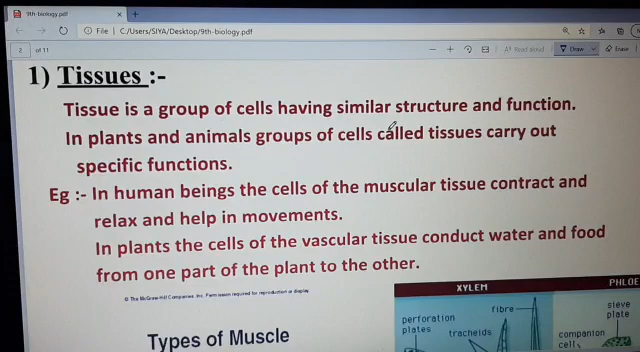 9th-biology.pdf
File | C:/Users/SIYA/Desktop/9th-biology.pdf
2 of 11 Read aloud Draw Erase
1) Tissues :-
Tissue is a group of cells having similar structure and function.
In plants and animals groups of cells called tissues carry out
specific functions.
Eg :- In human beings the cells of the muscular tissue contract and
relax and help in movements.
In plants the cells of the vascular tissue conduct water and food
from one part of the plant to the other.
© The McGraw-Hill Companies, Inc. Permission required for reproduction or display
Types of Muscle
XYLEM
PHLOE
perforation
plates
fibre
tracheids
sieve
plate
companion
cells